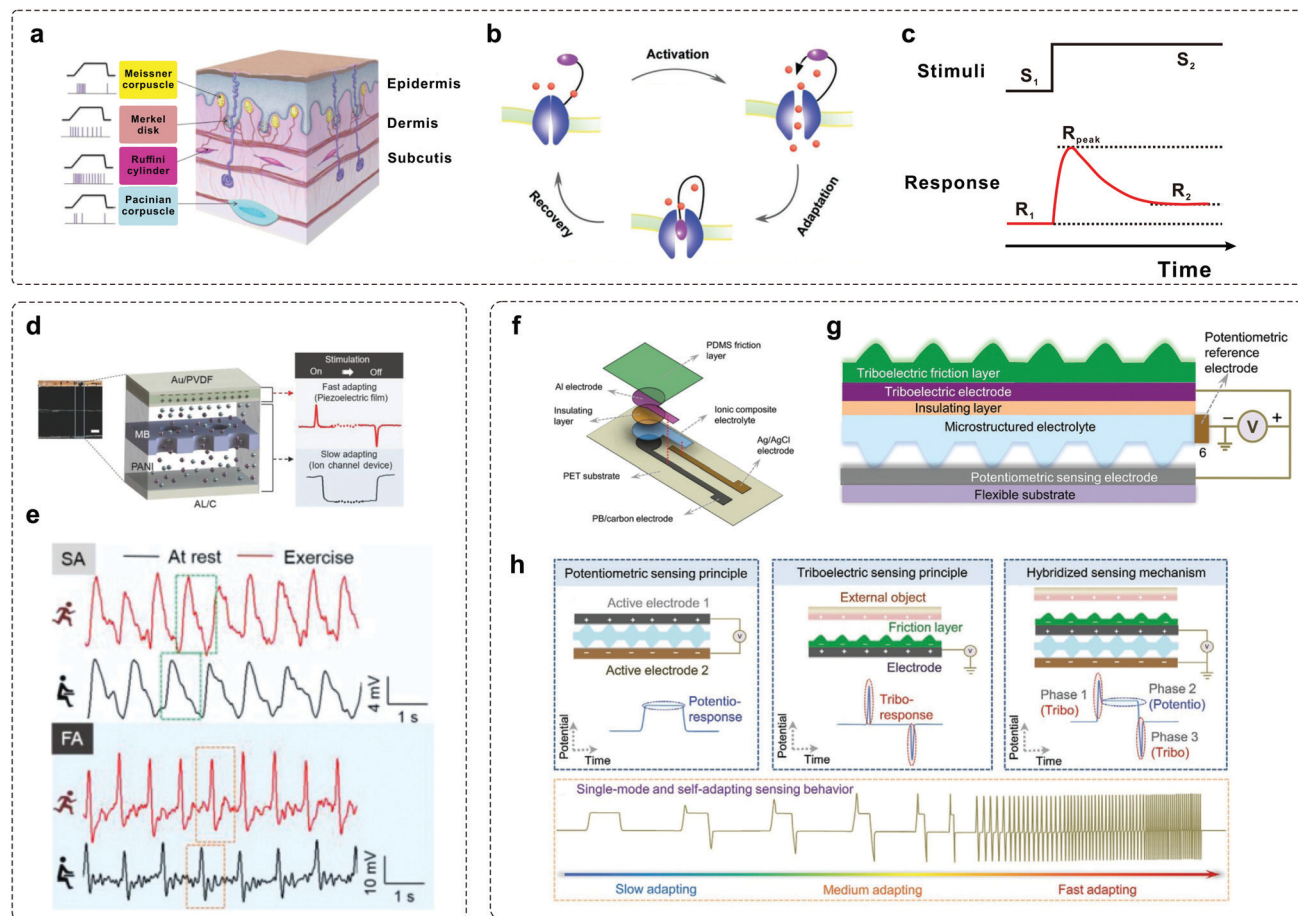 a
Meissner
corpuscle
Merkel
disk
Ruffini
cylinder
Pacinian
corpuscle
Epidermis
Dermis
Subcutis
b
Activation
Adaptation
Recovery
c
Stimuli
S1
S2
Response
R1
Rpeak
R2
Time
d
Au/PVDF
MB
PANI
AL/C
Stimulation
On
Off
Fast adapting
(Piezoelectric film)
Slow adapting
(Ion channel device)
e
SA
At rest
Exercise
4 mV
1 s
FA
10 mV
1 s
f
PDMS friction
layer
Al electrode
Insulating
layer
Ionic composite
electrolyte
Ag/AgCl
electrode
PET substrate
PB/carbon electrode
g
Potentiometric
reference
electrode
Triboelectric friction layer
Triboelectric electrode
Insulating layer
Microstructured electrolyte
Potentiometric sensing electrode
Flexible substrate
6
− V +
h
Potentiometric sensing principle
Active electrode 1
Active electrode 2
V
Potentio-
response
Potential
Time
Triboelectric sensing principle
External object
Friction layer
Electrode
V
Tribo-
response
Potential
Time
Hybridized sensing mechanism
V
Phase 1
(Tribo)
Phase 2
(Potentio)
Phase 3
(Tribo)
Potential
Time
Single-mode and self-adapting sensing behavior
Slow adapting
Medium adapting
Fast adapting